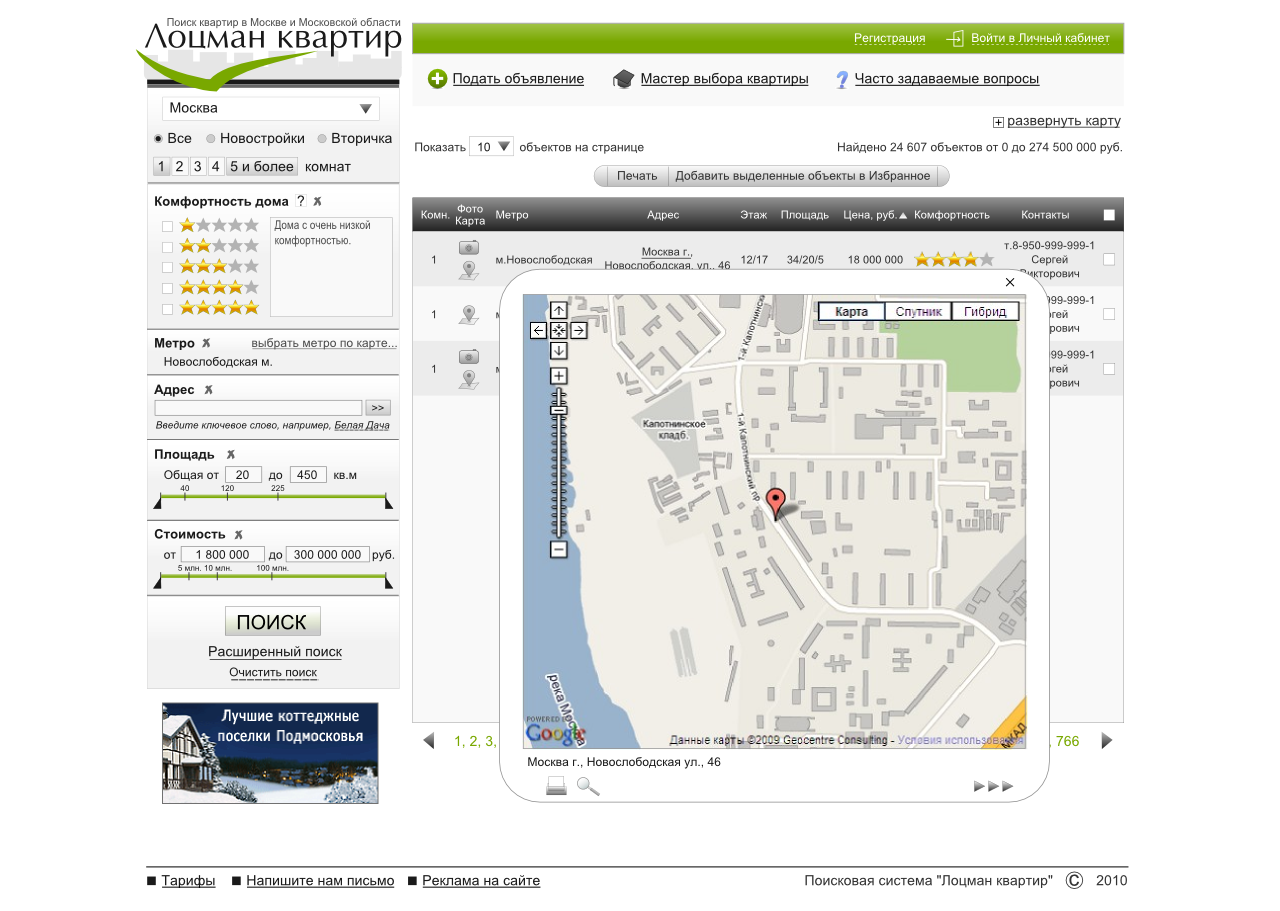 Поиск квартир в Москве и Московской области
Лоцман квартир
Регистрация
Войти в Личный кабинет
Подать объявление
Мастер выбора квартиры
Часто задаваемые вопросы
Москва
Все Новостройки Вторичка
1 2 3 4 5 и более комнат
Комфортность дома ?
Дома с очень низкой
комфортностью.
Метро выбрать метро по карте...
Новослободская м.
Адрес
>>
Введите ключевое слово, например, Белая Дача
Площадь
Общая от 20 до 450 кв.м
40 120 225
Стоимость
от 1 800 000 до 300 000 000 руб.
5 млн. 10 млн. 100 млн.
ПОИСК
Расширенный поиск
Очистить поиск
Лучшие коттеджные
поселки Подмосковья
развернуть карту
Показать 10 объектов на странице
Найдено 24 607 объектов от 0 до 274 500 000 руб.
Печать Добавить выделенные объекты в Избранное
Комн. Фото Карта Метро Адрес Этаж Площадь Цена, руб. Комфортность Контакты
1 м.Новослободская Москва г., Новослободская. ул., 46 12/17 34/20/5 18 000 000
т.8-950-999-999-1
Сергей
Викторович
1 м
99-999-1
ргей
орович
1 м
99-999-1
ргей
орович
Карта Спутник Гибрид
1-й Капотнинский
1-й Капотнинский пр.
Капотнинское
кладб.
река Москва
МКАД
POWERED BY
Google
Данные карты ©2009 Geocentre Consulting - Условия использования
Москва г., Новослободская ул., 46
1, 2, 3,
, 766
Тарифы
Напишите нам письмо
Реклама на сайте
Поисковая система "Лоцман квартир" © 2010